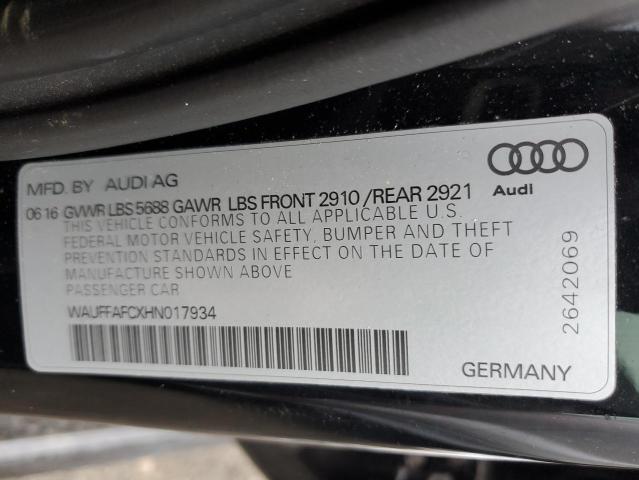 MFD. BY AUDI AG
06 16 GVWR LBS 5688 GAWR LBS FRONT 2910 /REAR 2921
THIS VEHICLE CONFORMS TO ALL APPLICABLE U.S.
FEDERAL MOTOR VEHICLE SAFETY, BUMPER AND THEFT
PREVENTION STANDARDS IN EFFECT ON THE DATE OF
MANUFACTURE SHOWN ABOVE
PASSENGER CAR
WAUFFAFCXHN017934
Audi
2642069
GERMANY